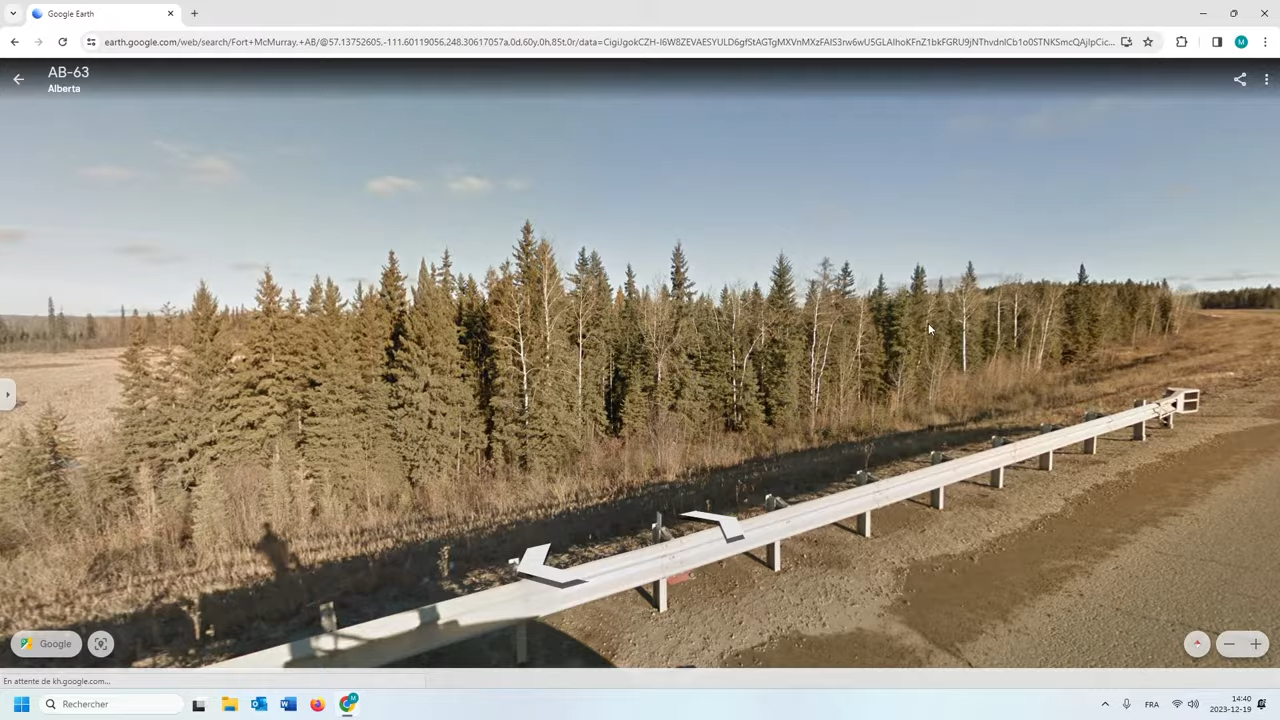 Google Earth
earth.google.com/web/search/Fort+McMurray,+AB/@57.13752605,-111.60119056,248.30617057a,0d,60y,0h,85t,0r/data=
AB-63
Alberta
Google
En attente de kh.google.com...
Rechercher
FRA
14:40
2023-12-19
M